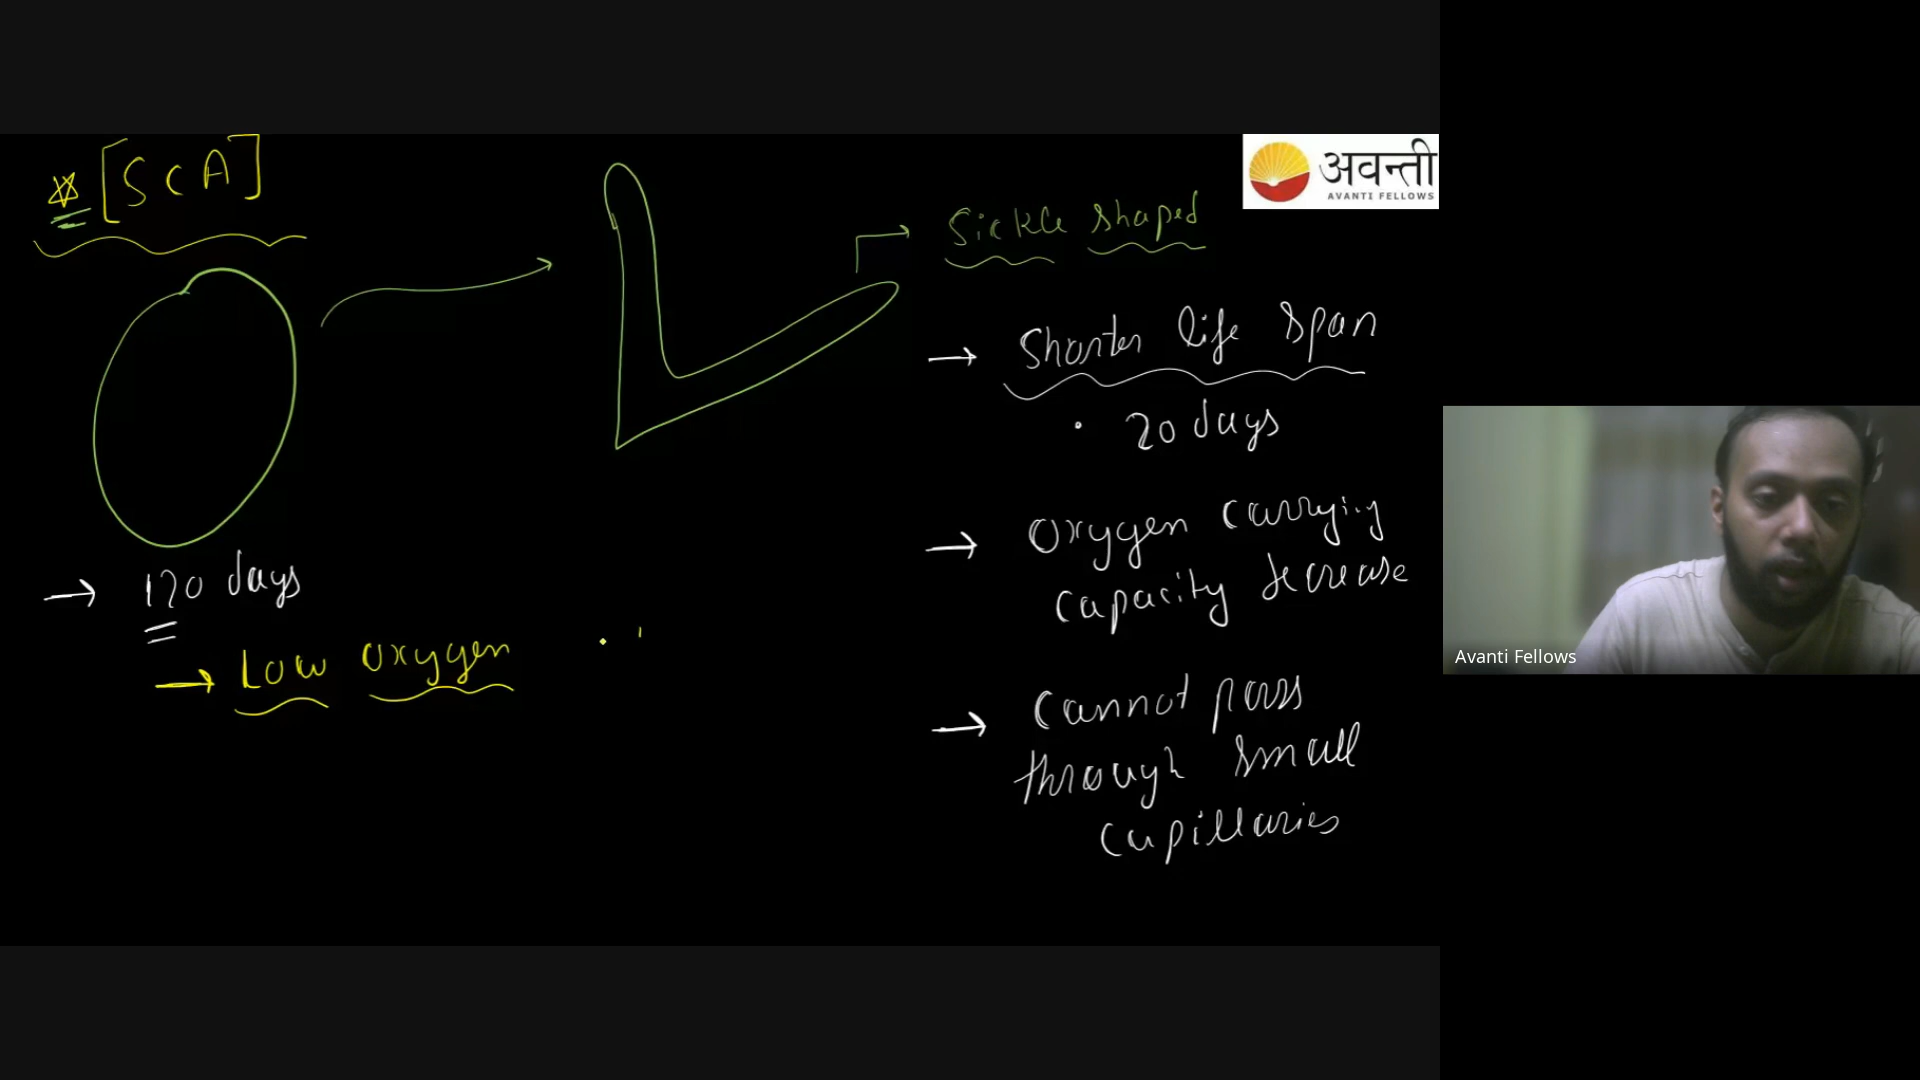 [SCA]
अवन्ती
AVANTI FELLOWS
Sickle shaped
→ Shorter life span
. 20 days
→ Oxygen carrying
capacity decrease
→ 120 days
→ Low oxygen
→ Cannot pass
through small
capillaries
Avanti Fellows